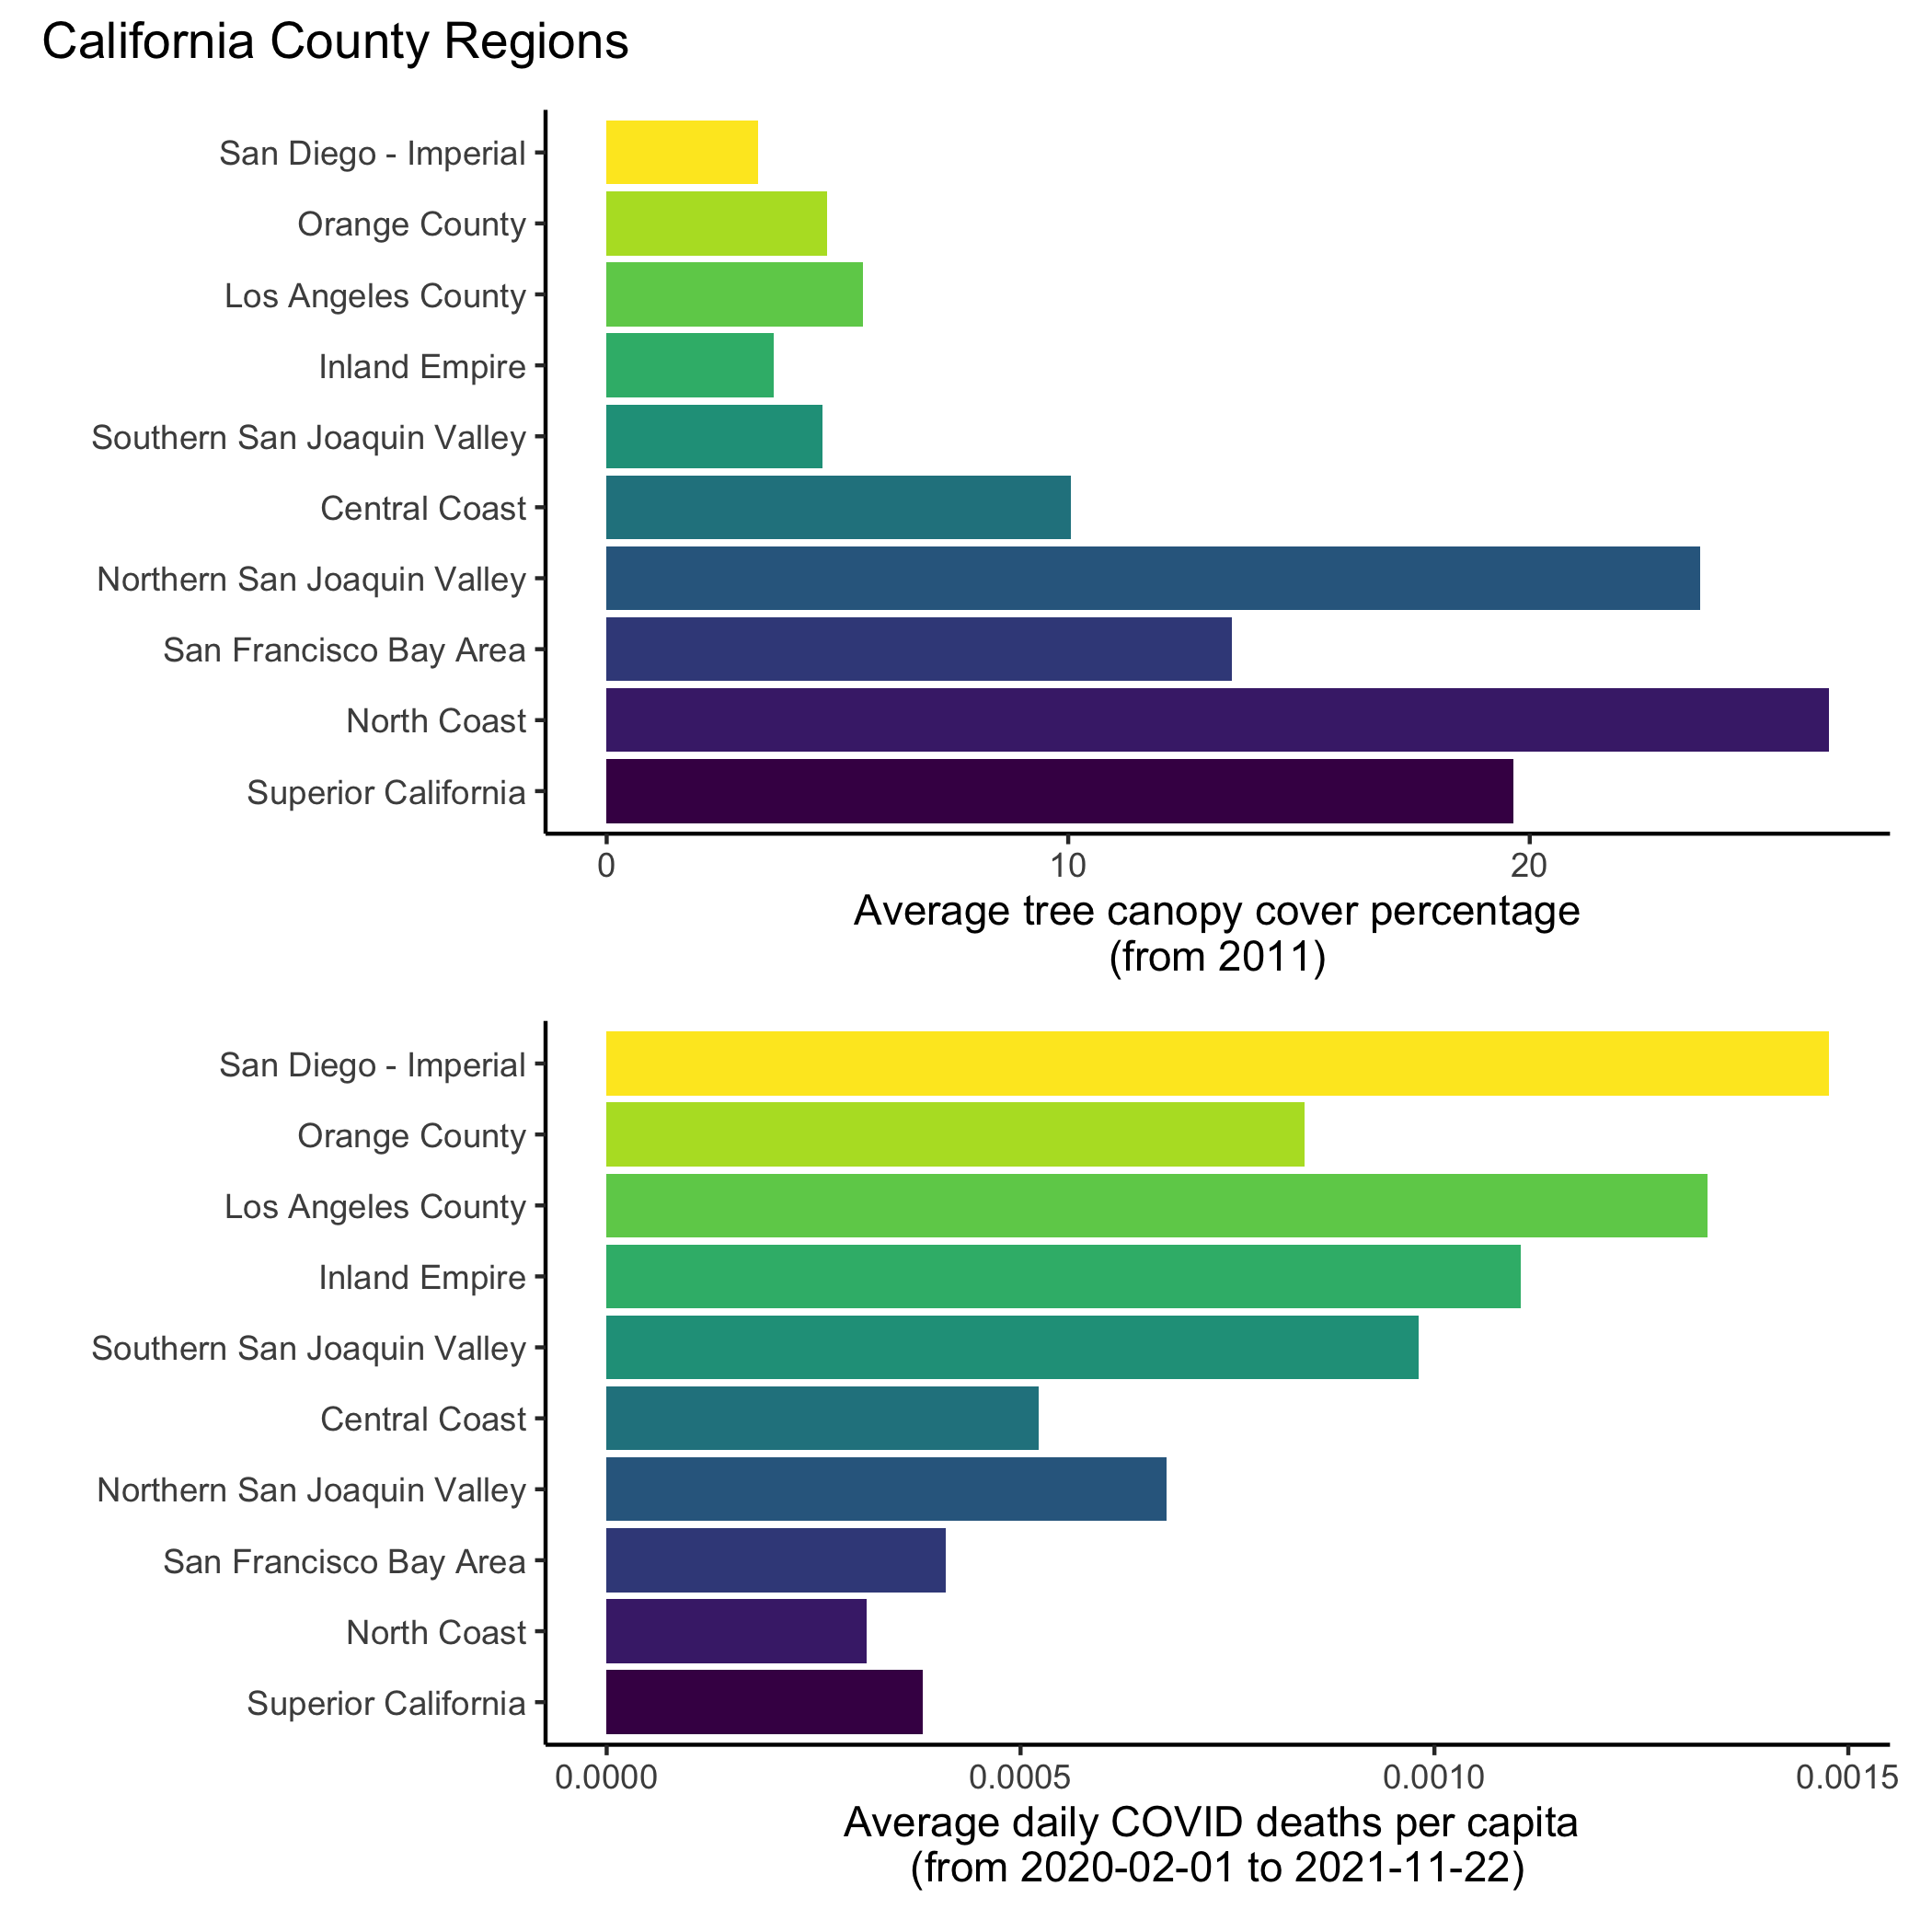 California County Regions
San Diego - Imperial
Orange County
Los Angeles County
Inland Empire
Southern San Joaquin Valley
Central Coast
Northern San Joaquin Valley
San Francisco Bay Area
North Coast
Superior California
0 10 20
Average tree canopy cover percentage
(from 2011)
San Diego - Imperial
Orange County
Los Angeles County
Inland Empire
Southern San Joaquin Valley
Central Coast
Northern San Joaquin Valley
San Francisco Bay Area
North Coast
Superior California
0.0000 0.0005 0.0010 0.0015
Average daily COVID deaths per capita
(from 2020-02-01 to 2021-11-22)